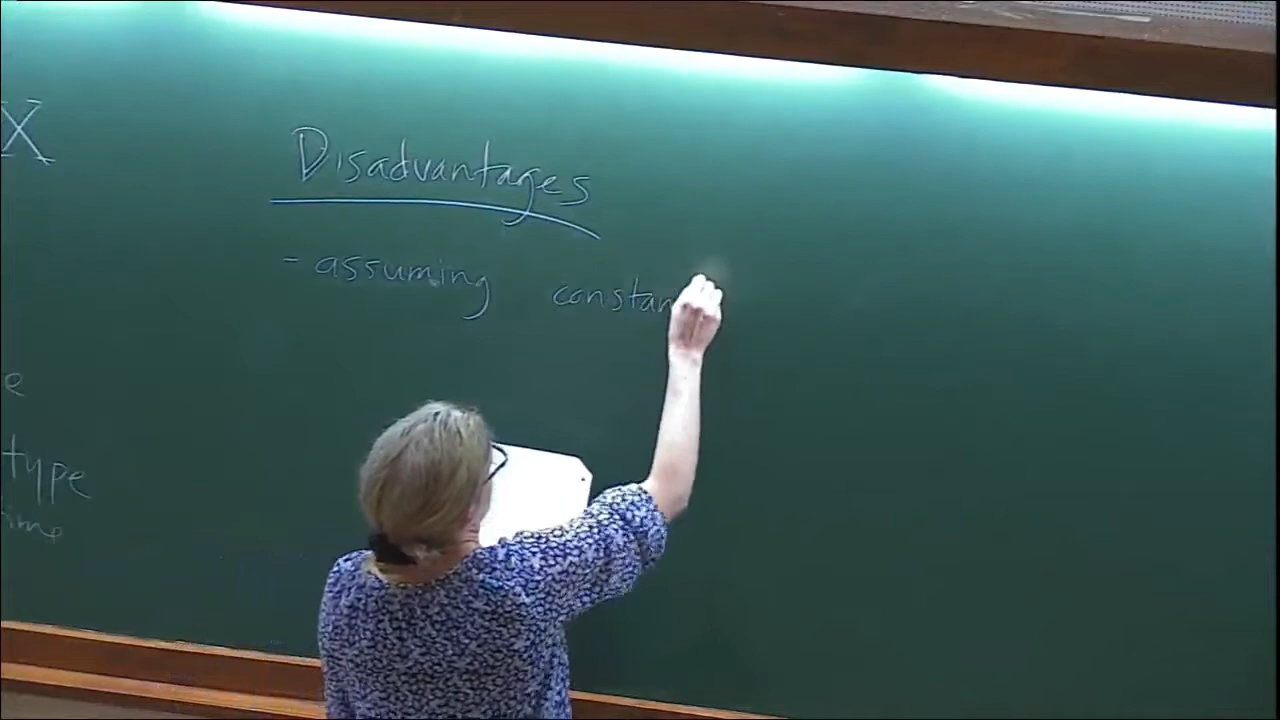 X
Disadvantages
- assuming constan
e
type